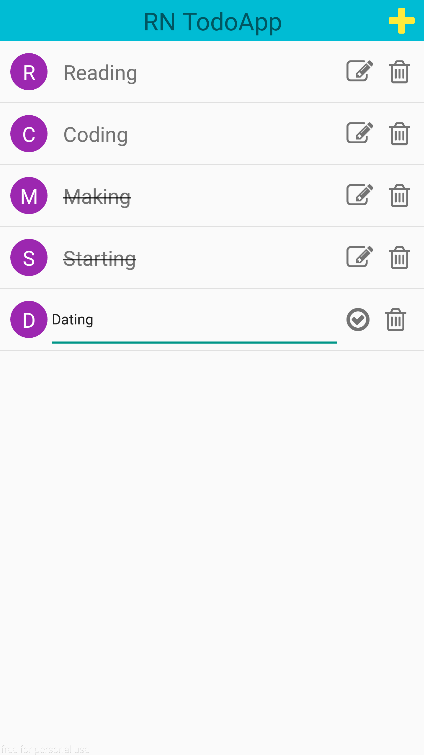 RN TodoApp
R Reading
C Coding
M Making
S Starting
D Dating
free for personal use